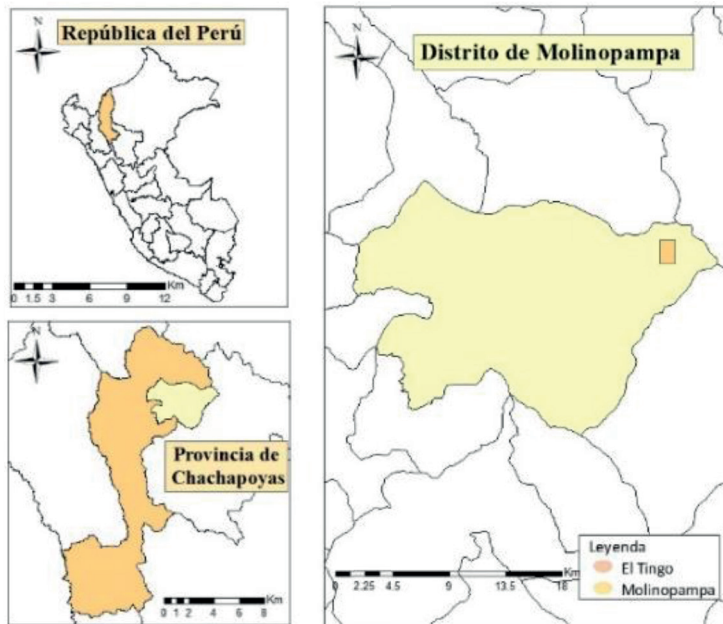 N
República del Perú
Km
0 1.5 3 6 9 12
N
Provincia de
Chachapoyas
Km
0 1 2 4 6 8
N
Distrito de Molinopampa
Km
0 2.25 4.5 9 13.5 18
Leyenda
El Tingo
Molinopampa